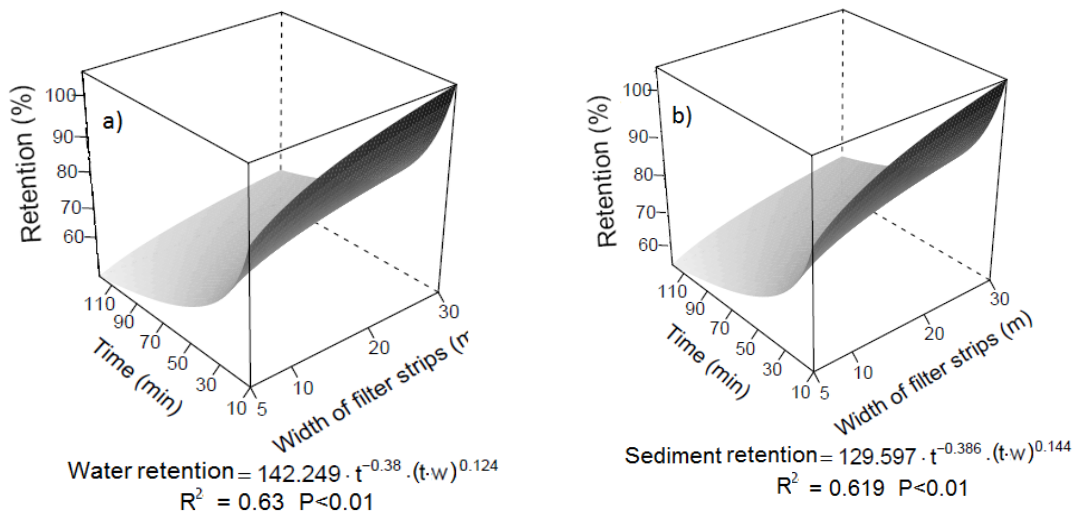 a)
Retention (%)
100
90
80
70
60
110
90
70
50
30
10
Time (min)
5
10
20
30
Width of filter strips (m
Water retention = 142.249 · t^−0.38 · (t·w)^0.124
R² = 0.63 P<0.01
b)
Retention (%)
100
90
80
70
60
110
90
70
50
30
10
Time (min)
5
10
20
30
Width of filter strips (m)
Sediment retention = 129.597 · t^−0.386 · (t·w)^0.144
R² = 0.619 P<0.01